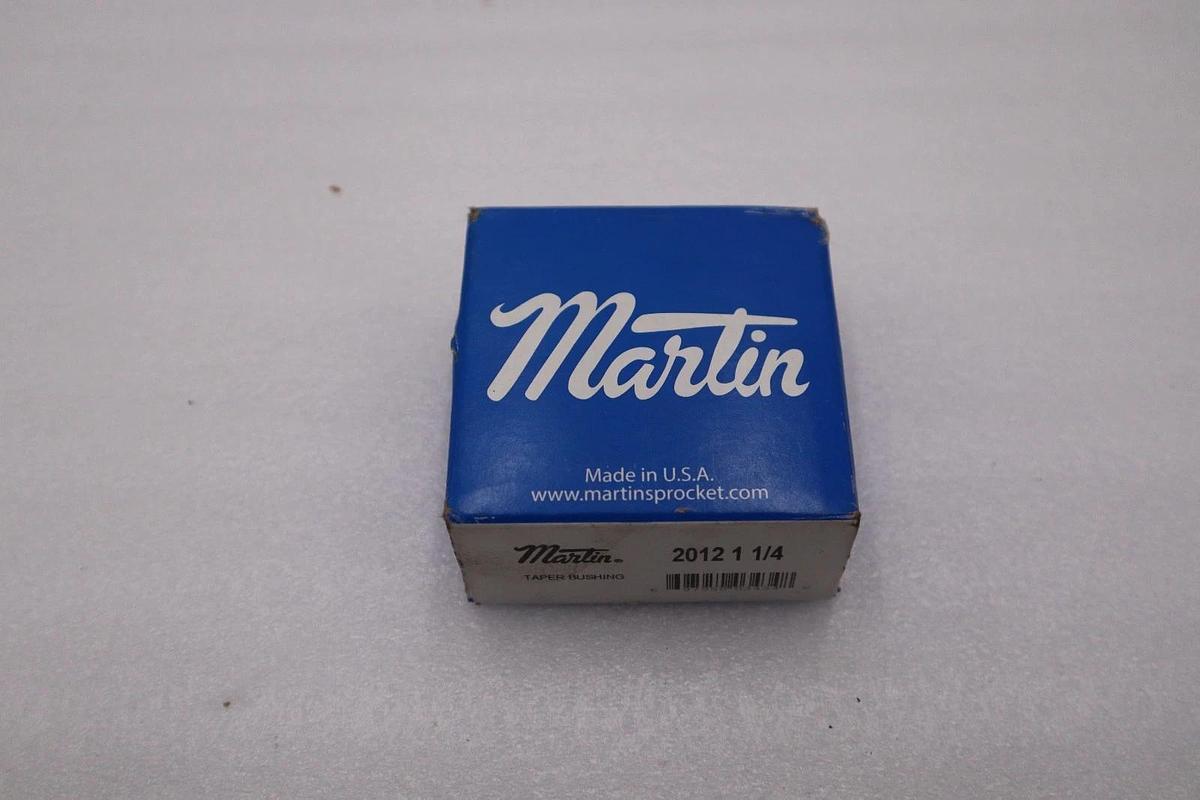 Martin
Made in U.S.A.
www.martinsprocket.com
Martin
2012 1 1/4
TAPER BUSHING